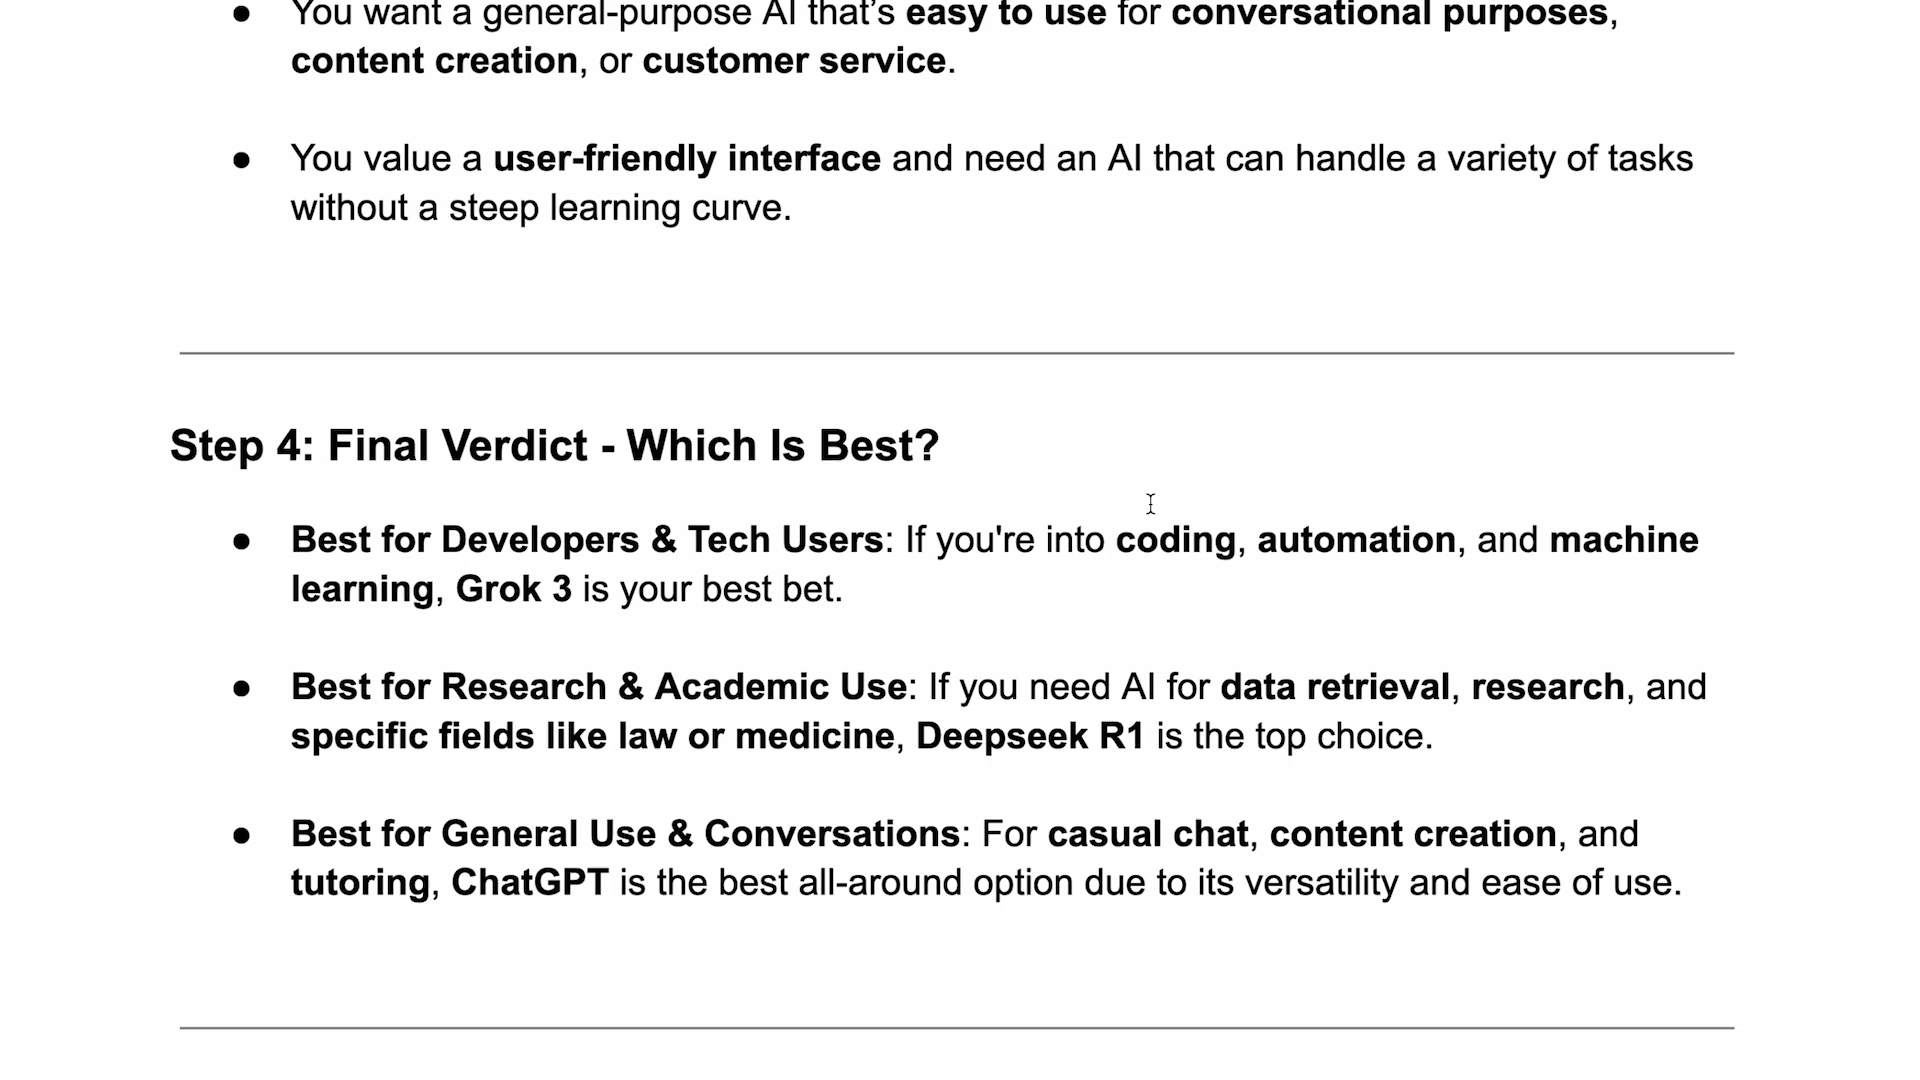 ● You want a general-purpose AI that’s easy to use for conversational purposes,
content creation, or customer service.
● You value a user-friendly interface and need an AI that can handle a variety of tasks
without a steep learning curve.
Step 4: Final Verdict - Which Is Best?
● Best for Developers & Tech Users: If you're into coding, automation, and machine
learning, Grok 3 is your best bet.
● Best for Research & Academic Use: If you need AI for data retrieval, research, and
specific fields like law or medicine, Deepseek R1 is the top choice.
● Best for General Use & Conversations: For casual chat, content creation, and
tutoring, ChatGPT is the best all-around option due to its versatility and ease of use.